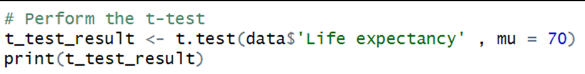 # Perform the t-test
t_test_result <- t.test(data$'Life expectancy' , mu = 70)
print(t_test_result)